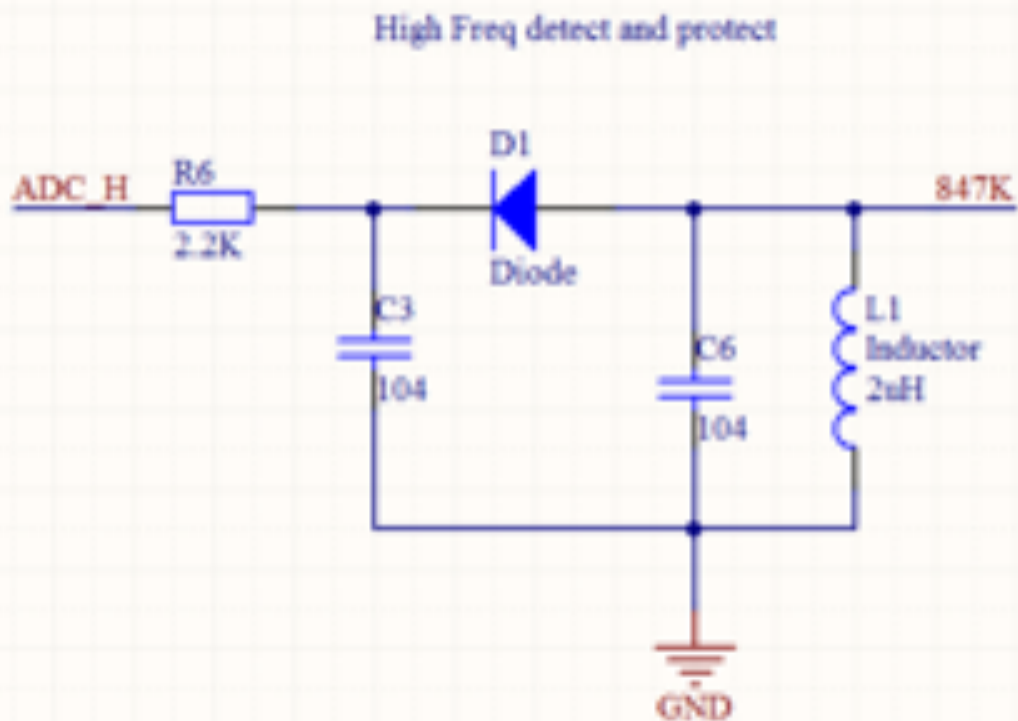 High Freq detect and protect
D1
ADC_H
R6
847K
2.2K
Diode
C3
104
C6
104
L1
Inductor
2uH
GND